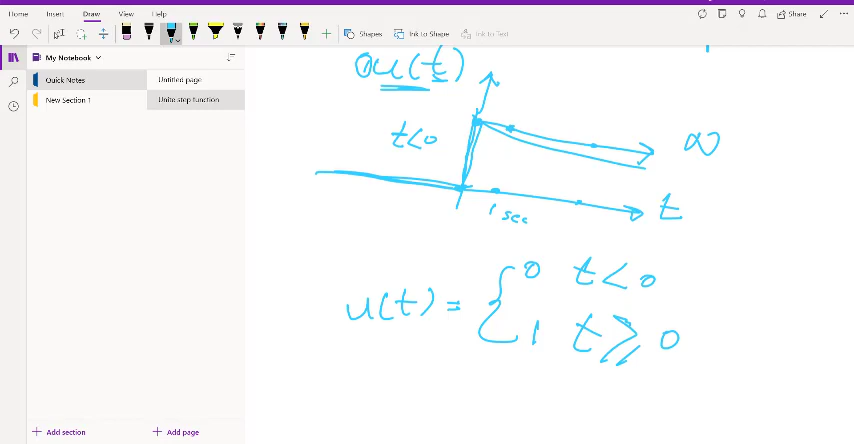 Home Insert Draw View Help Share
Shapes Ink to Shape Ink to Text
My Notebook
Quick Notes Untitled page
New Section 1 Unite step function
u(t)
t<0 ∞
1 sec t
u(t) = { 0 t < 0
1 t ≥ 0
Add section Add page